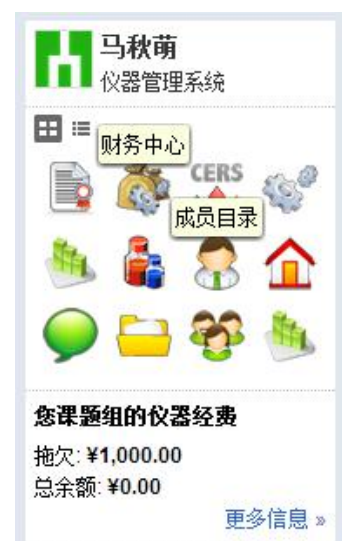 马秋萌
仪器管理系统
财务中心
CERS
成员目录
您课题组的仪器经费
拖欠: ¥1,000.00
总余额: ¥0.00
更多信息 »